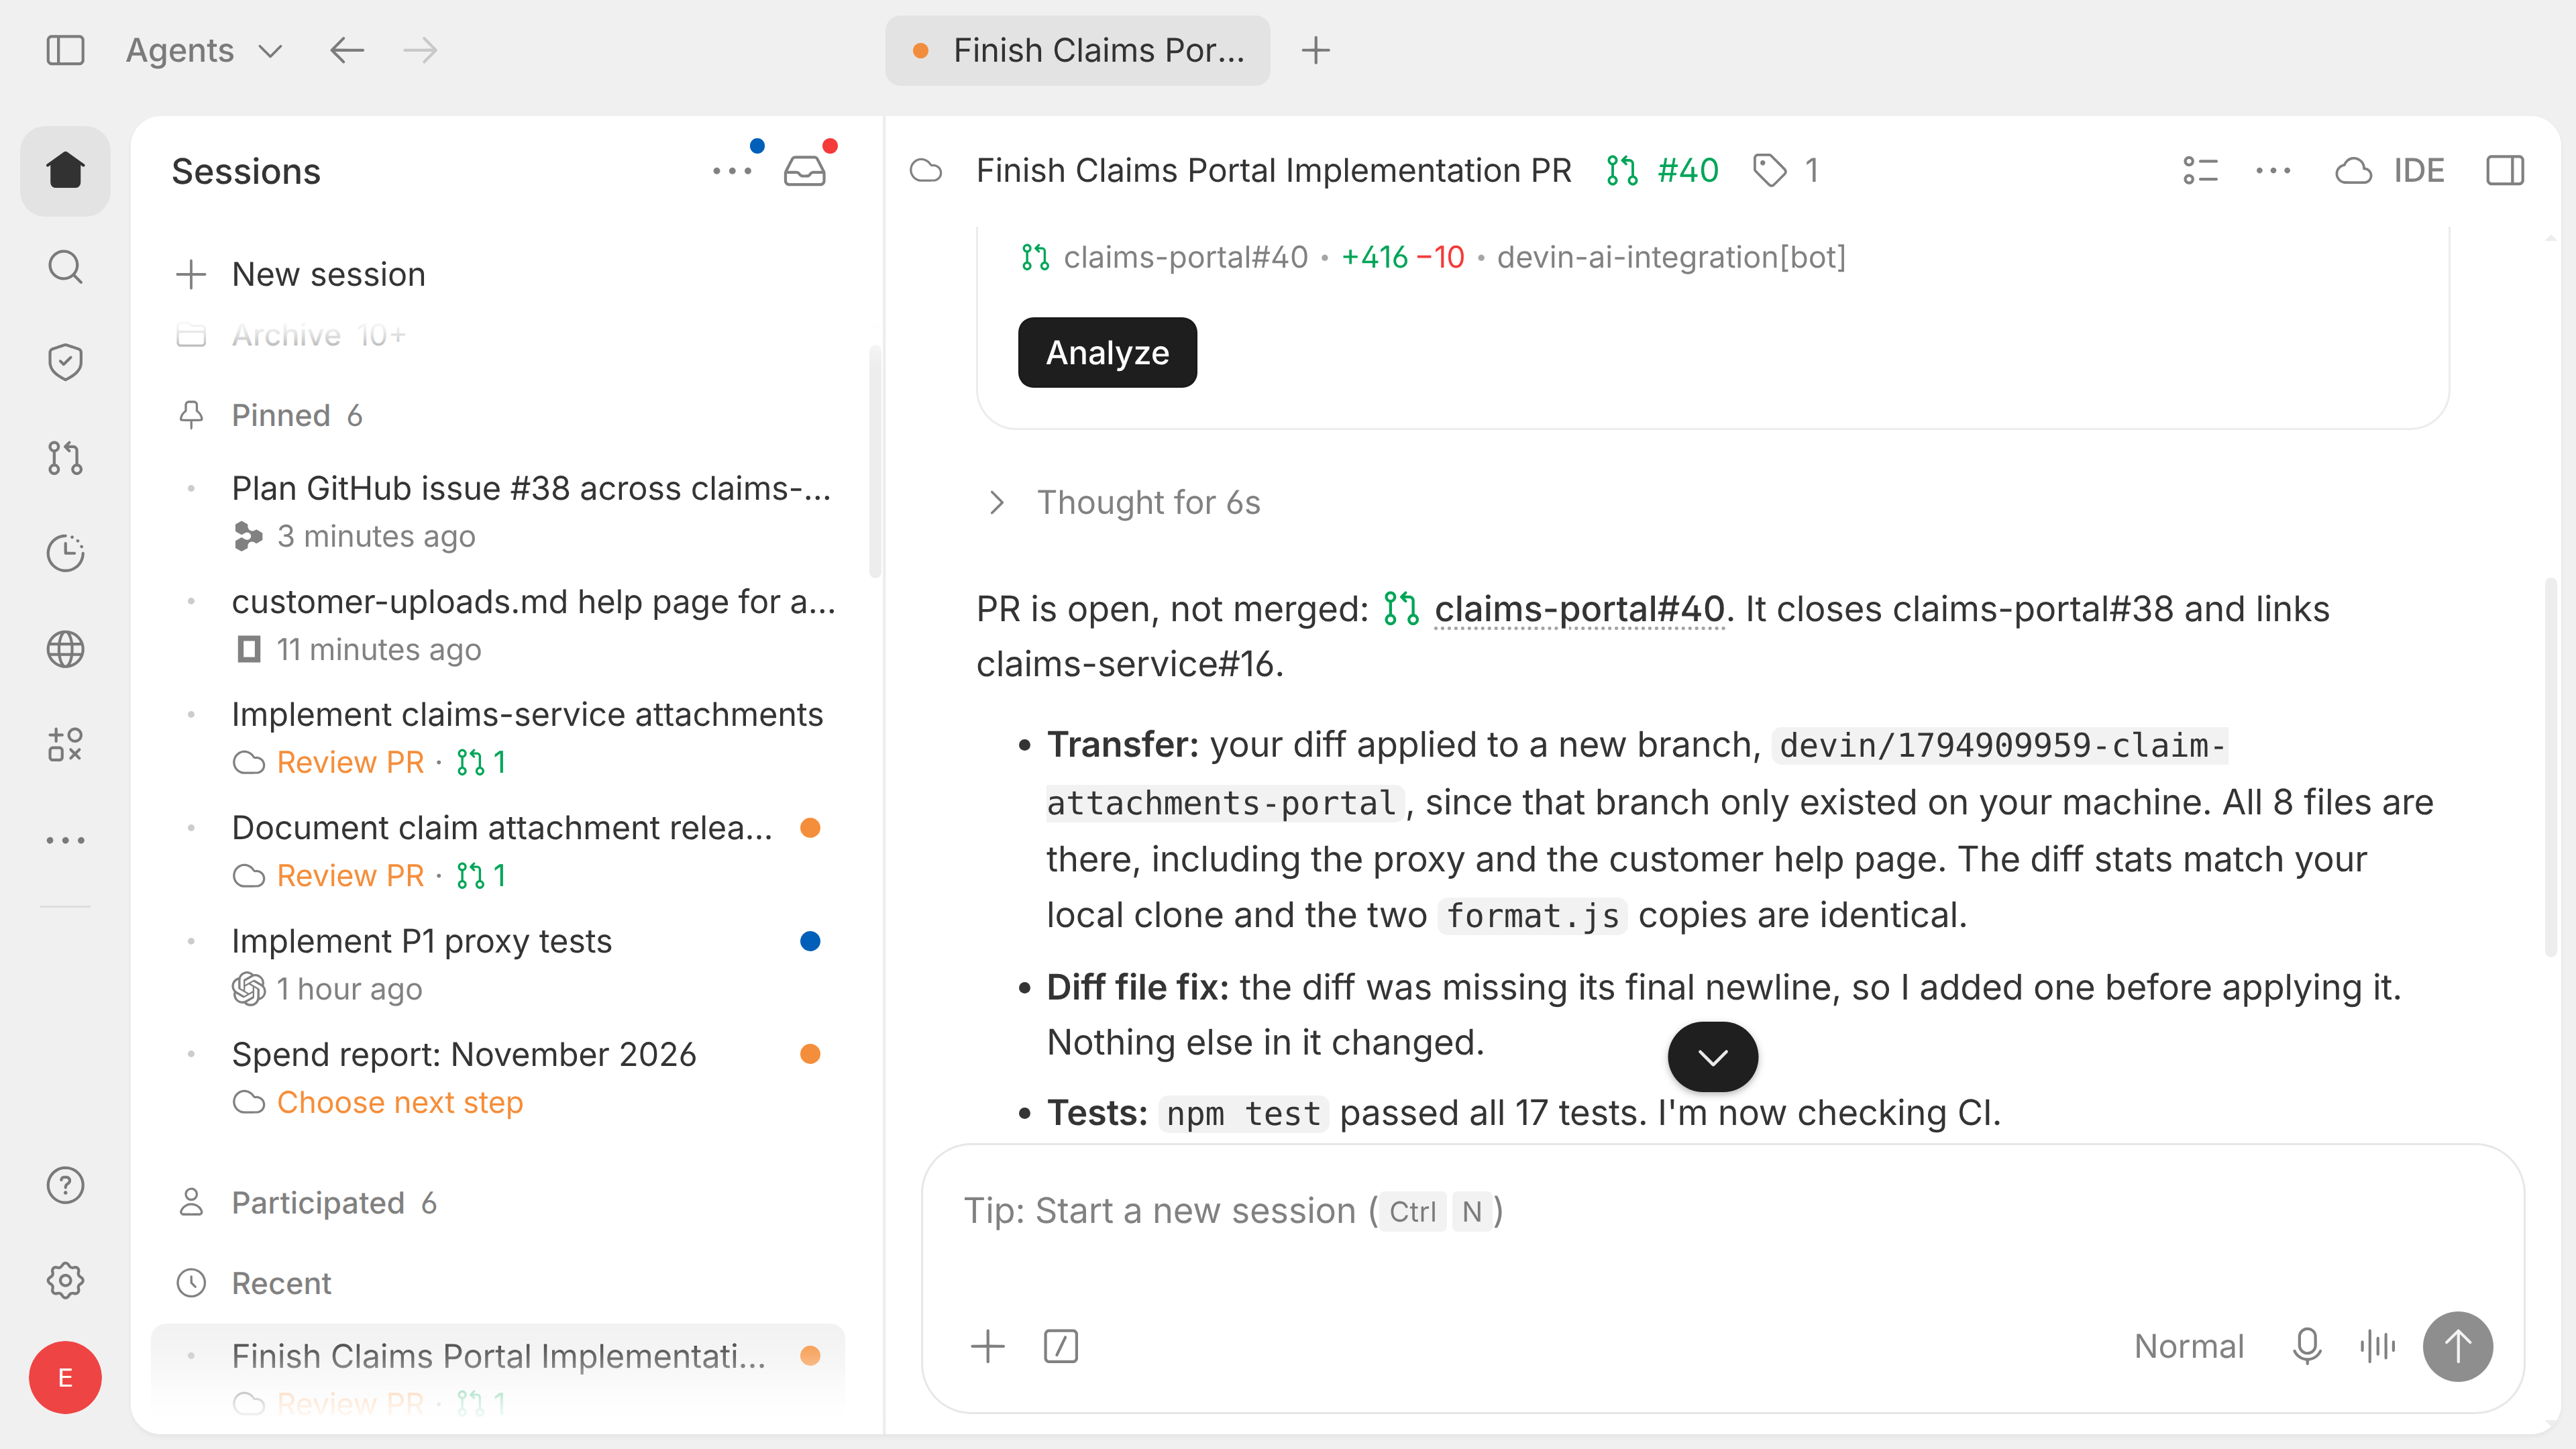 Agents
Finish Claims Por...
Sessions
New session
Archive 10+
Pinned 6
Plan GitHub issue #38 across claims-...
3 minutes ago
customer-uploads.md help page for a...
11 minutes ago
Implement claims-service attachments
Review PR · 1
Document claim attachment relea...
Review PR · 1
Implement P1 proxy tests
1 hour ago
Spend report: November 2026
Choose next step
Participated 6
Recent
Finish Claims Portal Implementati...
Review PR · 1
E
Finish Claims Portal Implementation PR #40 1
IDE
claims-portal#40 • +416 −10 • devin-ai-integration[bot]
Analyze
Thought for 6s
PR is open, not merged: claims-portal#40. It closes claims-portal#38 and links
claims-service#16.
• Transfer: your diff applied to a new branch, devin/1794909959-claim-
attachments-portal, since that branch only existed on your machine. All 8 files are
there, including the proxy and the customer help page. The diff stats match your
local clone and the two format.js copies are identical.
• Diff file fix: the diff was missing its final newline, so I added one before applying it.
Nothing else in it changed.
• Tests: npm test passed all 17 tests. I'm now checking CI.
Tip: Start a new session (Ctrl N)
Normal